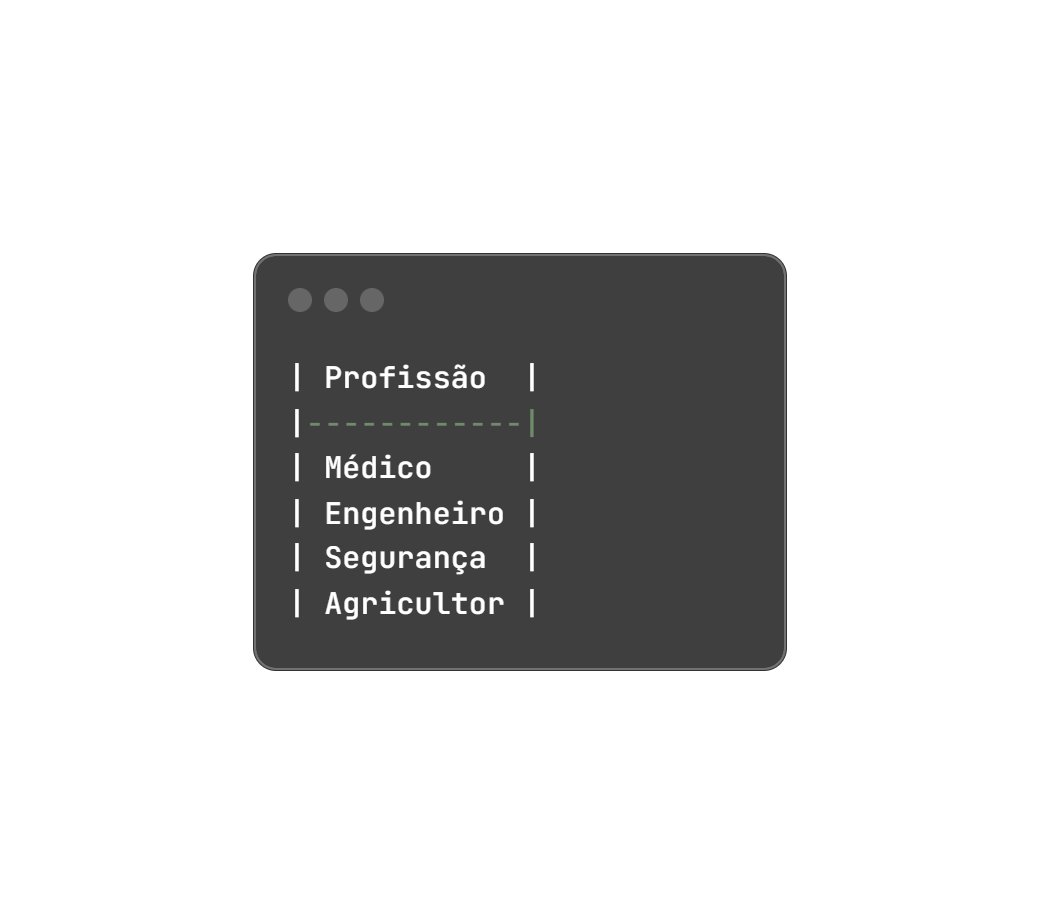 | Profissão  |
|------------|
| Médico     |
| Engenheiro |
| Segurança  |
| Agricultor |